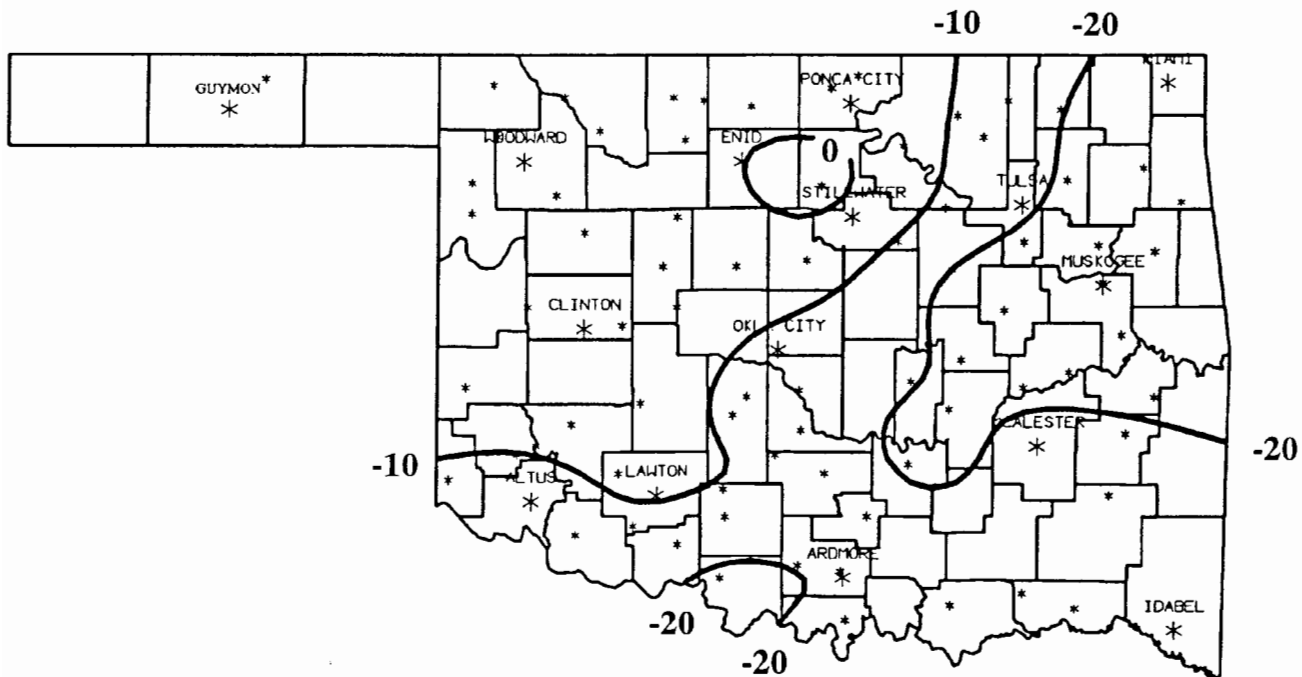 -10
-20
GUYMON
PONCA CITY
MIAMI
WOODWARD
ENID
0
TULSA
STILLWATER
MUSKOGEE
CLINTON
OKL CITY
-10
LAWTON
-20
ALTUS
ARDMORE
IDABEL
-20
-20